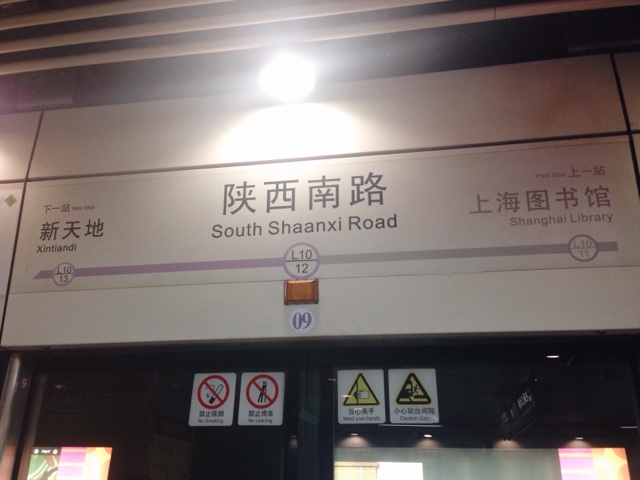 陕西南路
South Shaanxi Road
下一站 Next Stop
新天地
Xintiandi
Past Stop 上一站
上海图书馆
Shanghai Library
L10
13
L10
12
L10
11
09
9
禁止吸烟
No Smoking
禁止倚靠
No Leaning
当心夹手
Mind your hands
小心站台间隙
Caution Gap